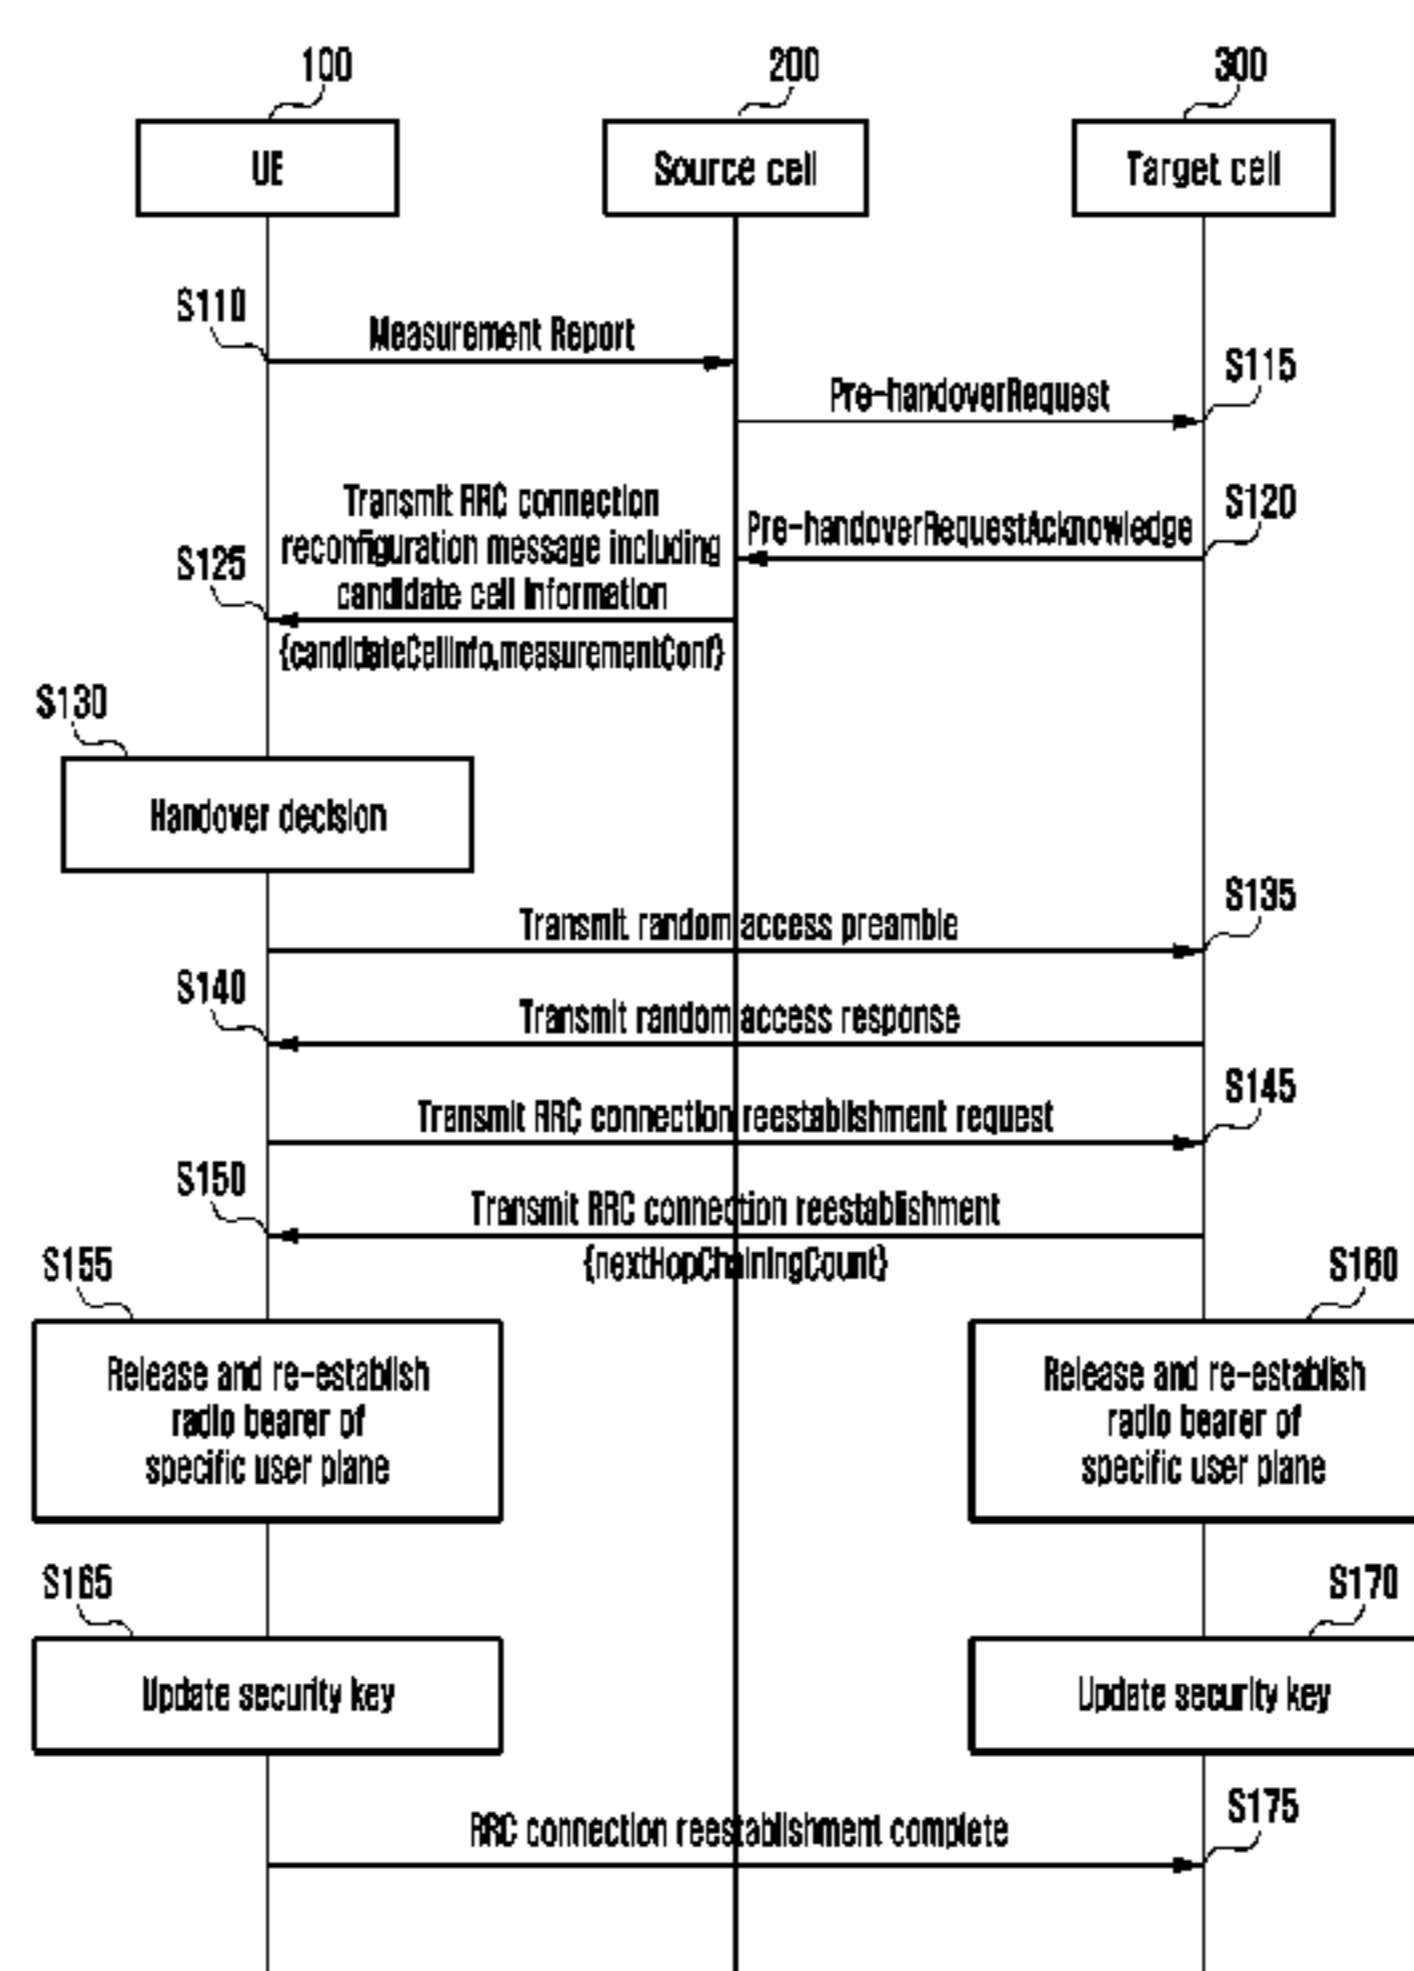 100
200
300
UE
Source cell
Target cell
S110
Measurement Report
S115
Pre-handoverRequest
Transmit RRC connection
reconfiguration message including
candidate cell information
S120
Pre-handoverRequestAcknowledge
S125
{candidateCellInfo,measurementConf}
S130
Handover decision
S135
Transmit random access preamble
S140
Transmit random access response
S145
Transmit RRC connection reestablishment request
S150
Transmit RRC connection reestablishment
{nextHopChainingCount}
S155
S160
Release and re-establish
radio bearer of
specific user plane
Release and re-establish
radio bearer of
specific user plane
S165
S170
Update security key
Update security key
S175
RRC connection reestablishment complete